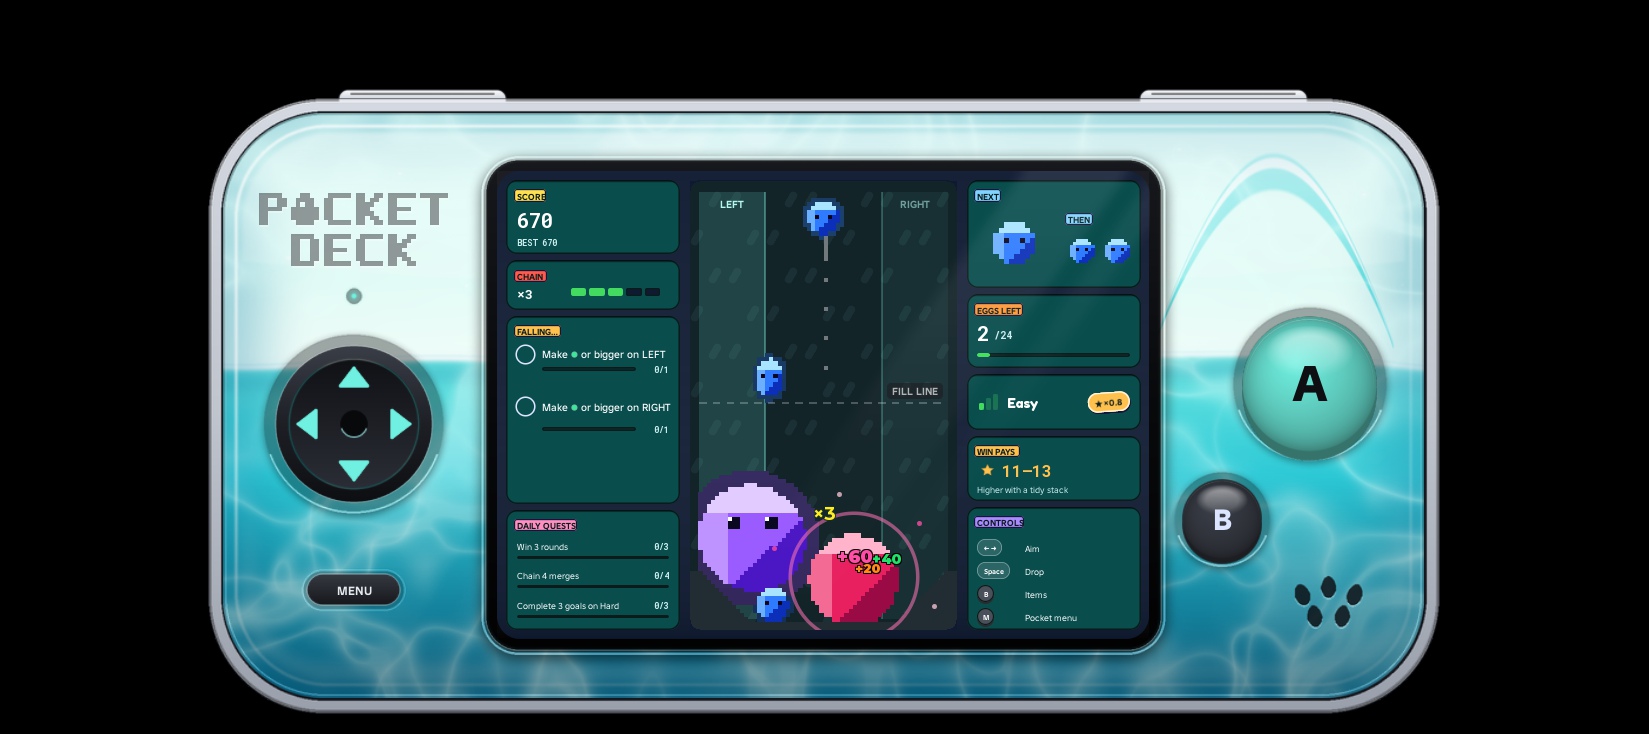 POCKET
DECK
MENU
SCORE
670
BEST 670
CHAIN
×3
FALLING...
Make ● or bigger on LEFT
0/1
Make ● or bigger on RIGHT
0/1
DAILY QUESTS
Win 3 rounds 0/3
Chain 4 merges 0/4
Complete 3 goals on Hard 0/3
LEFT
RIGHT
FILL LINE
×3
+60
+40
+20
NEXT
THEN
EGGS LEFT
2 /24
Easy
★×0.8
WIN PAYS
★ 11–13
Higher with a tidy stack
CONTROLS
←→ Aim
Space Drop
B Items
M Pocket menu
A
B